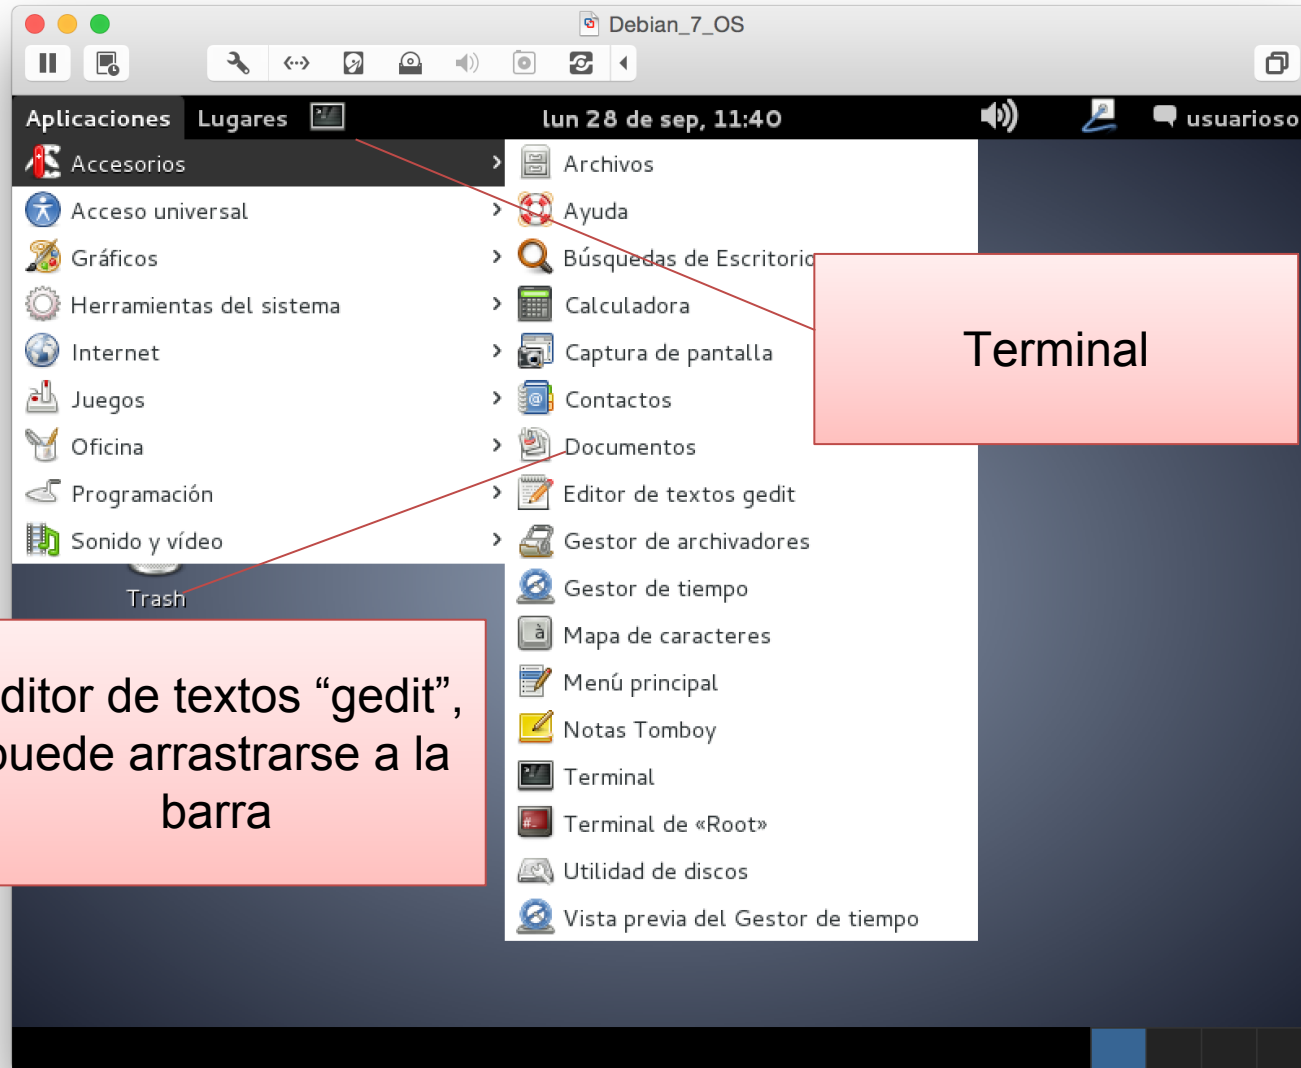 Debian_7_OS
Aplicaciones Lugares lun 28 de sep, 11:40 usuarioso
Accesorios
Acceso universal
Gráficos
Herramientas del sistema
Internet
Juegos
Oficina
Programación
Sonido y vídeo
Archivos
Ayuda
Búsquedas de Escritorio
Calculadora
Captura de pantalla
Contactos
Documentos
Editor de textos gedit
Gestor de archivadores
Gestor de tiempo
Mapa de caracteres
Menú principal
Notas Tomboy
Terminal
Terminal de «Root»
Utilidad de discos
Vista previa del Gestor de tiempo
Terminal
Trash
ditor de textos “gedit”,
puede arrastrarse a la
barra